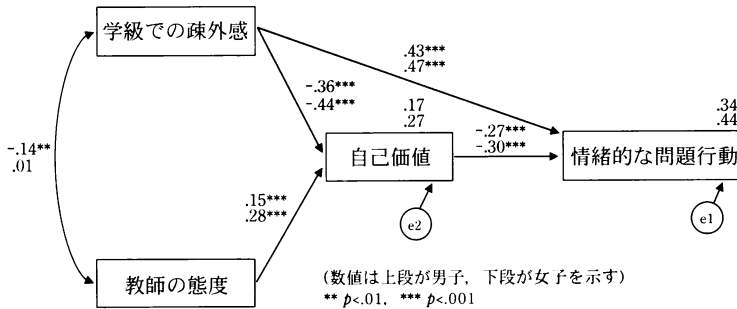 学級での疎外感
.43***
.47***
-.36***
-.44***
.17
.27
.34
.44
-.14**
.01
-.27***
-.30***
自己価値
情緒的な問題行動
.15***
.28***
e2
e1
教師の態度
(数値は上段が男子, 下段が女子を示す)
** p<.01, *** p<.001